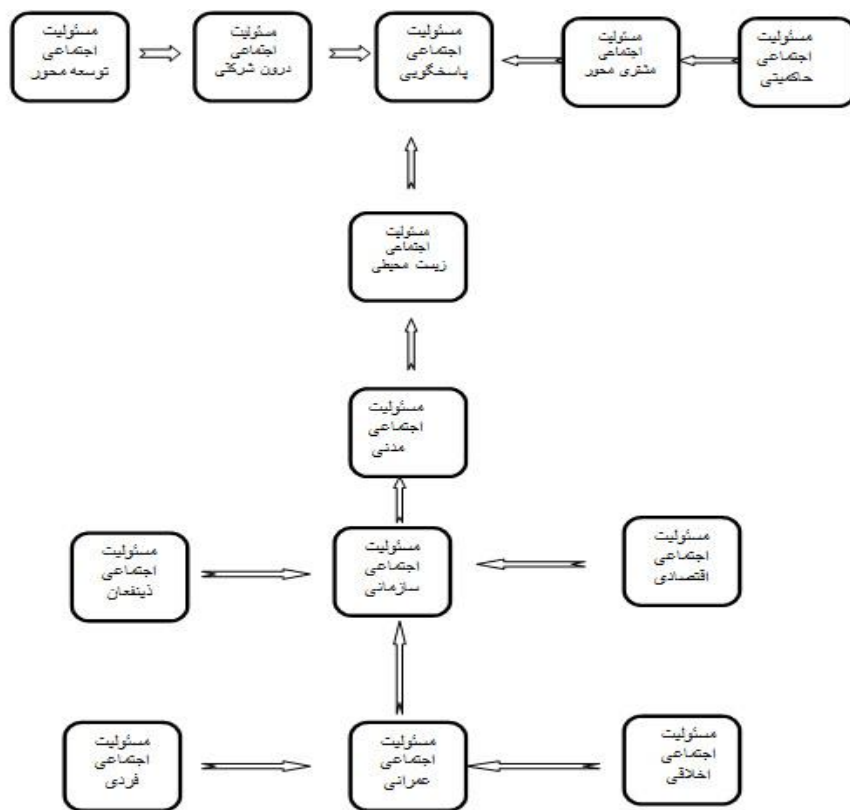 مسئولیت
اجتماعی
حاکمیتی
مسئولیت
اجتماعی
مشتری محور
مسئولیت
اجتماعی
پاسخگویی
مسئولیت
اجتماعی
درون شرکتی
مسئولیت
اجتماعی
توسعه محور
مسئولیت
اجتماعی
زیست محیطی
مسئولیت
اجتماعی
مدنی
مسئولیت
اجتماعی
اقتصادی
مسئولیت
اجتماعی
سازمانی
مسئولیت
اجتماعی
ذینفعان
مسئولیت
اجتماعی
اخلاقی
مسئولیت
اجتماعی
عمرانی
مسئولیت
اجتماعی
فردی